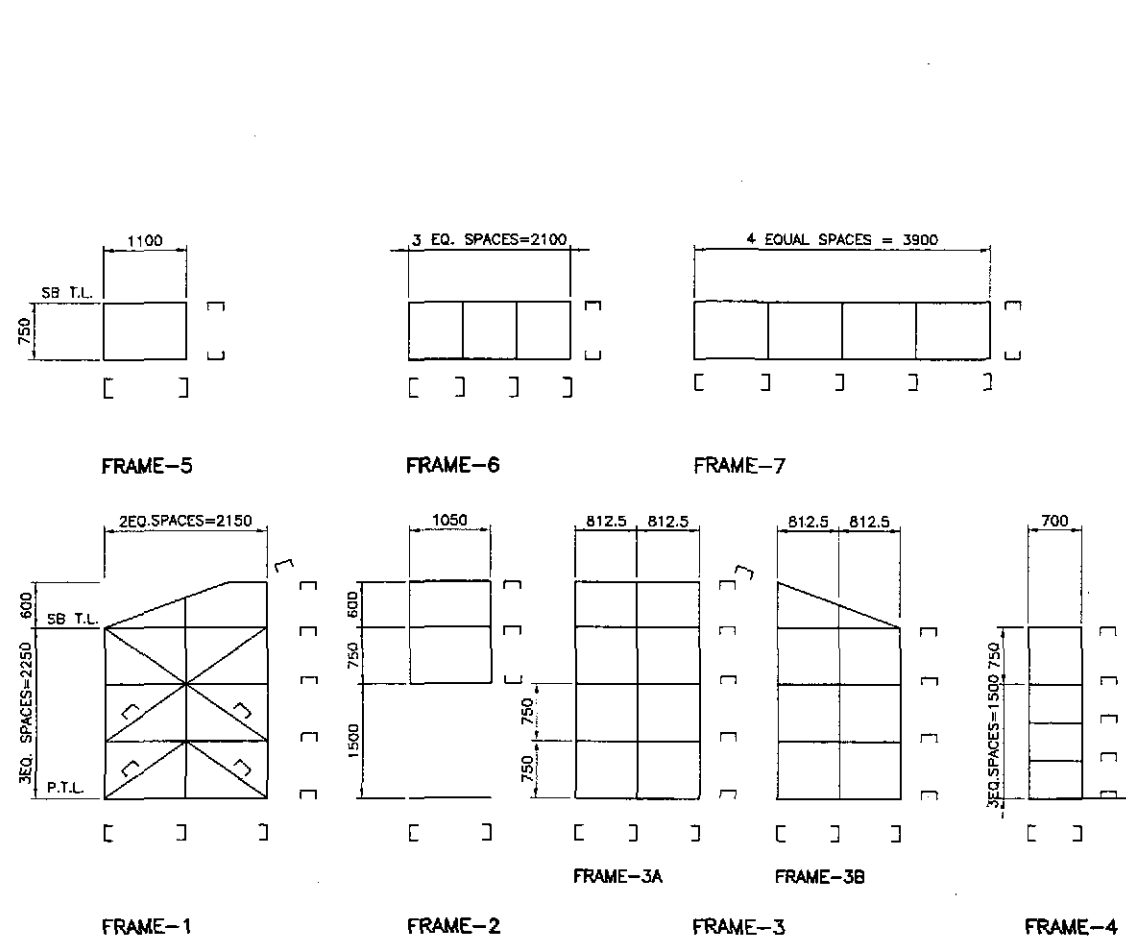 1100
3 EQ. SPACES=2100
4 EQUAL SPACES = 3900
SB T.L.
750
FRAME-5
FRAME-6
FRAME-7
2EQ.SPACES=2150
1050
812.5
812.5
812.5
812.5
700
600
SB T.L.
3EQ. SPACES=2250
P.T.L.
600
750
1500
750
750
750
3EQ.SPACES=1500
FRAME-3A
FRAME-3B
FRAME-1
FRAME-2
FRAME-3
FRAME-4